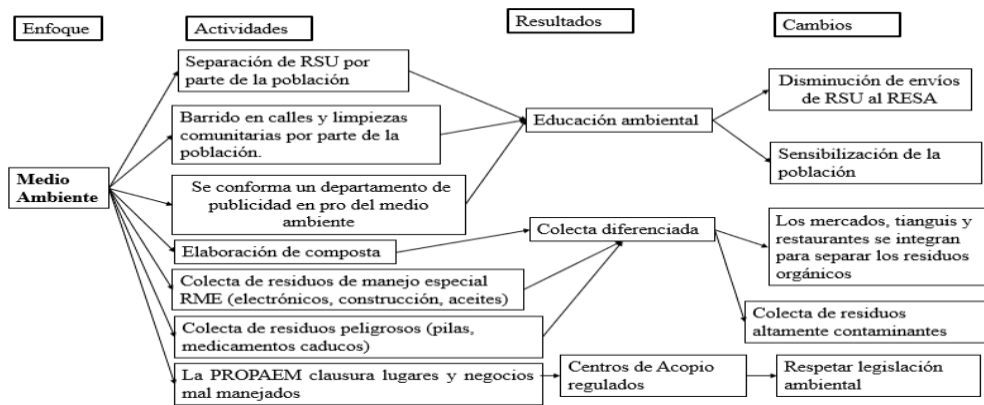 Enfoque
Actividades
Resultados
Cambios
Medio
Ambiente
Separación de RSU por
parte de la población
Barrido en calles y limpiezas
comunitarias por parte de la
población.
Se conforma un departamento de
publicidad en pro del medio
ambiente
Elaboración de composta
Colecta de residuos de manejo especial
RME (electrónicos, construcción, aceites)
Colecta de residuos peligrosos (pilas,
medicamentos caducos)
La PROPAEM clausura lugares y negocios
mal manejados
Educación ambiental
Colecta diferenciada
Centros de Acopio
regulados
Disminución de envíos
de RSU al RESA
Sensibilización de la
población
Los mercados, tianguis y
restaurantes se integran
para separar los residuos
orgánicos
Colecta de residuos
altamente contaminantes
Respetar legislación
ambiental